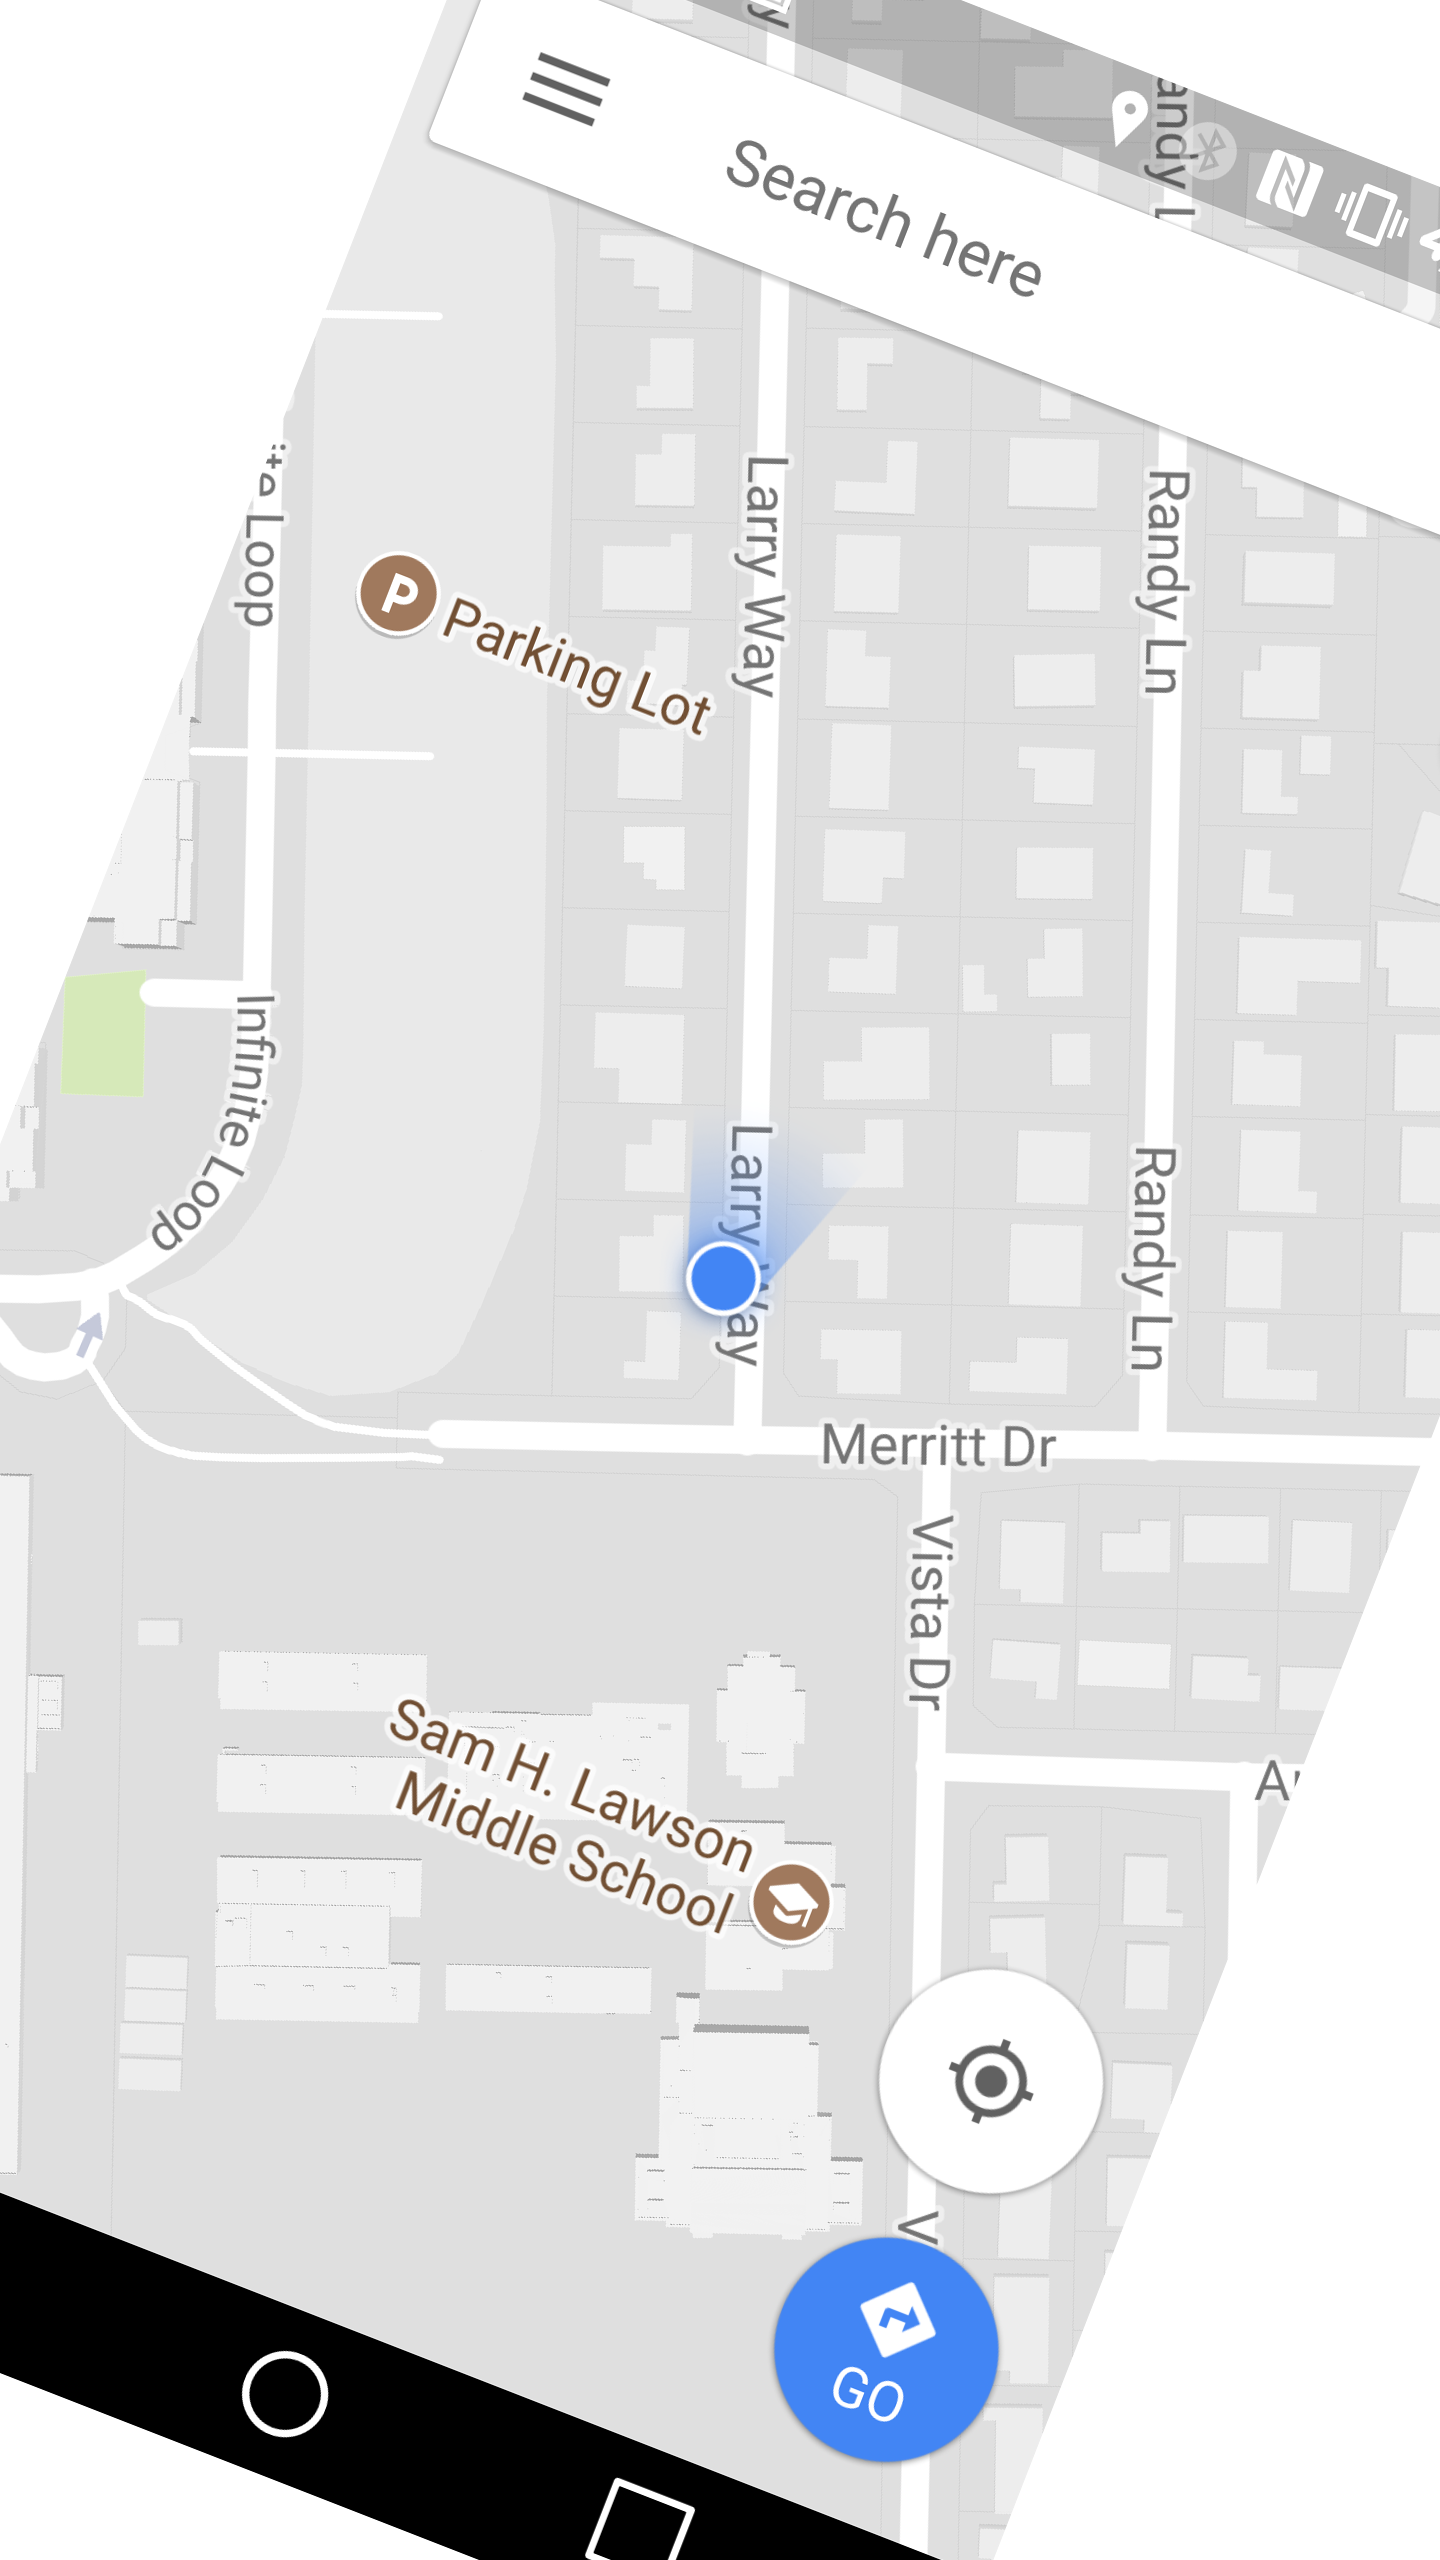 Search here
Larry Way
Randy Ln
Loop
P
Parking Lot
Infinite Loop
Larry Way
Randy Ln
Merritt Dr
Vista Dr
Sam H. Lawson
Middle School
GO